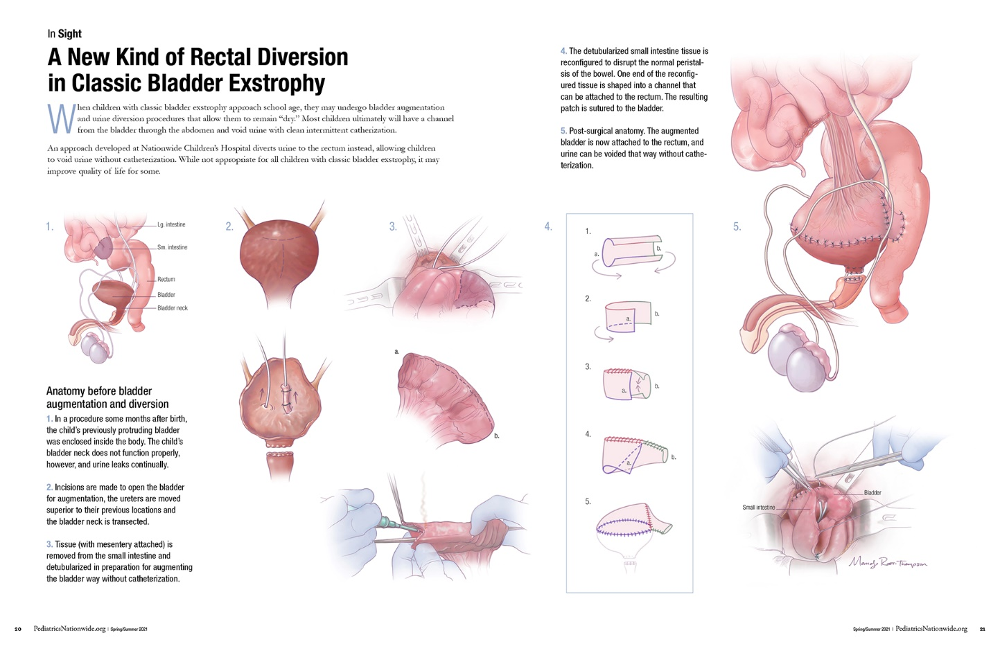 In Sight
A New Kind of Rectal Diversion
in Classic Bladder Exstrophy
When children with classic bladder exstrophy approach school age, they may undergo bladder augmentation
and urine diversion procedures that allow them to remain “dry.” Most children ultimately will have a channel
from the bladder through the abdomen and void urine with clean intermittent catherization.
An approach developed at Nationwide Children’s Hospital diverts urine to the rectum instead, allowing children
to void urine without catheterization. While not appropriate for all children with classic bladder exstrophy, it may
improve quality of life for some.
1.
Lg. intestine
Sm. intestine
Rectum
Bladder
Bladder neck
Anatomy before bladder
augmentation and diversion
1. In a procedure some months after birth,
the child’s previously protruding bladder
was enclosed inside the body. The child’s
bladder neck does not function properly,
however, and urine leaks continually.
2. Incisions are made to open the bladder
for augmentation, the ureters are moved
superior to their previous locations and
the bladder neck is transected.
3. Tissue (with mesentery attached) is
removed from the small intestine and
detubularized in preparation for augmenting
the bladder way without catheterization.
2.
3.
a.
b.
4. The detubularized small intestine tissue is
reconfigured to disrupt the normal peristal-
sis of the bowel. One end of the reconfig-
ured tissue is shaped into a channel that
can be attached to the rectum. The resulting
patch is sutured to the bladder.
5. Post-surgical anatomy. The augmented
bladder is now attached to the rectum, and
urine can be voided that way without cathe-
terization.
4.
1.
a.
b.
2.
a.
b.
3.
a.
b.
4.
a.
b.
5.
5.
Bladder
Small intestine
Mandy Root-Thompson
20 PediatricsNationwide.org | Spring/Summer 2021
Spring/Summer 2021 | PediatricsNationwide.org 21